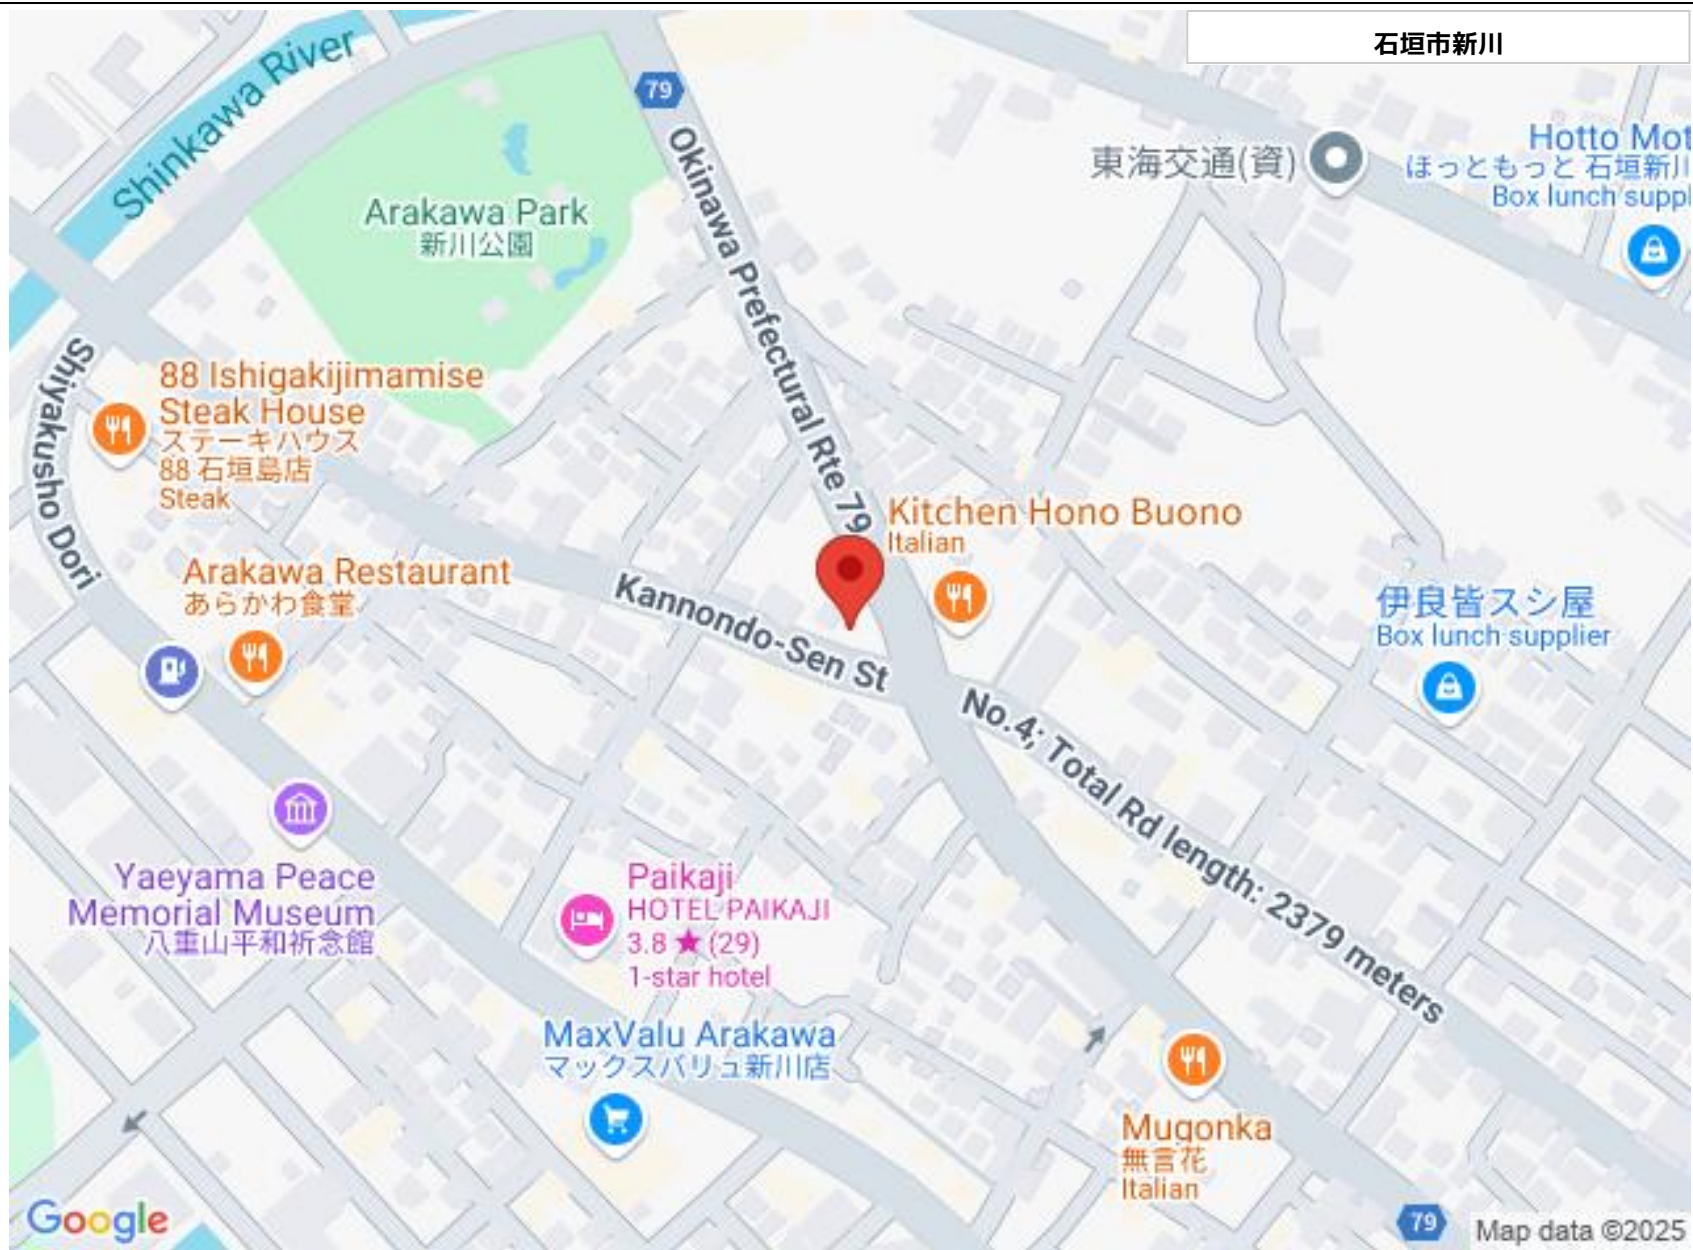 石垣市新川
Shinkawa River
79
Okinawa Prefectural Rte 79
東海交通(資)
Hotto Mot
ほっともっと 石垣新川
Box lunch suppl
Arakawa Park
新川公園
Shiyakusho Dori
88 Ishigakijimamise
Steak House
ステーキハウス
88 石垣島店
Steak
Kitchen Hono Buono
Italian
Arakawa Restaurant
あらかわ食堂
Kannondo-Sen St
伊良皆スシ屋
Box lunch supplier
No.4; Total Rd length: 2379 meters
Yaeyama Peace
Memorial Museum
八重山平和祈念館
Paikaji
HOTEL PAIKAJI
3.8 ★ (29)
1-star hotel
MaxValu Arakawa
マックスバリュ新川店
Mugonka
無言花
Italian
Google
79
Map data ©2025